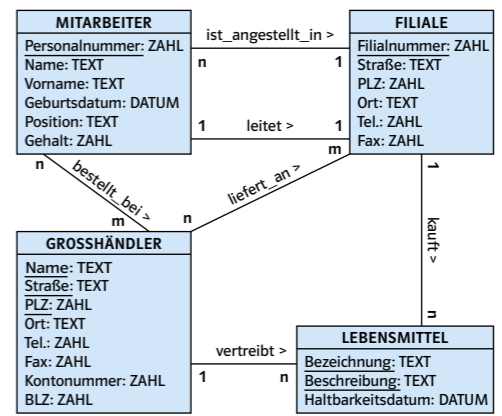 MITARBEITER
Personalnummer: ZAHL
Name: TEXT
Vorname: TEXT
Geburtsdatum: DATUM
Position: TEXT
Gehalt: ZAHL
ist_angestellt_in >
n
1
1
leitet >
1
FILIALE
Filialnummer: ZAHL
Straße: TEXT
PLZ: ZAHL
Ort: TEXT
Tel.: ZAHL
Fax: ZAHL
n
bestellt_bei >
m
m
liefert_an >
n
1
kauft >
n
GROSSHÄNDLER
Name: TEXT
Straße: TEXT
PLZ: ZAHL
Ort: TEXT
Tel.: ZAHL
Fax: ZAHL
Kontonummer: ZAHL
BLZ: ZAHL
vertreibt >
1
n
LEBENSMITTEL
Bezeichnung: TEXT
Beschreibung: TEXT
Haltbarkeitsdatum: DATUM